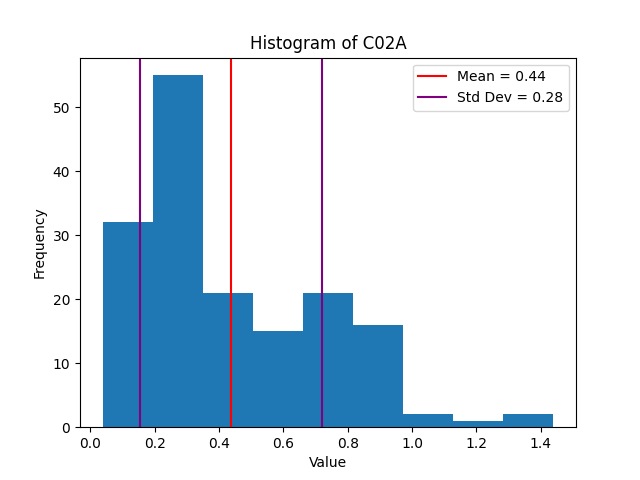 Histogram of C02A
Mean = 0.44
Std Dev = 0.28
50
40
30
20
10
0
Frequency
0.0 0.2 0.4 0.6 0.8 1.0 1.2 1.4
Value